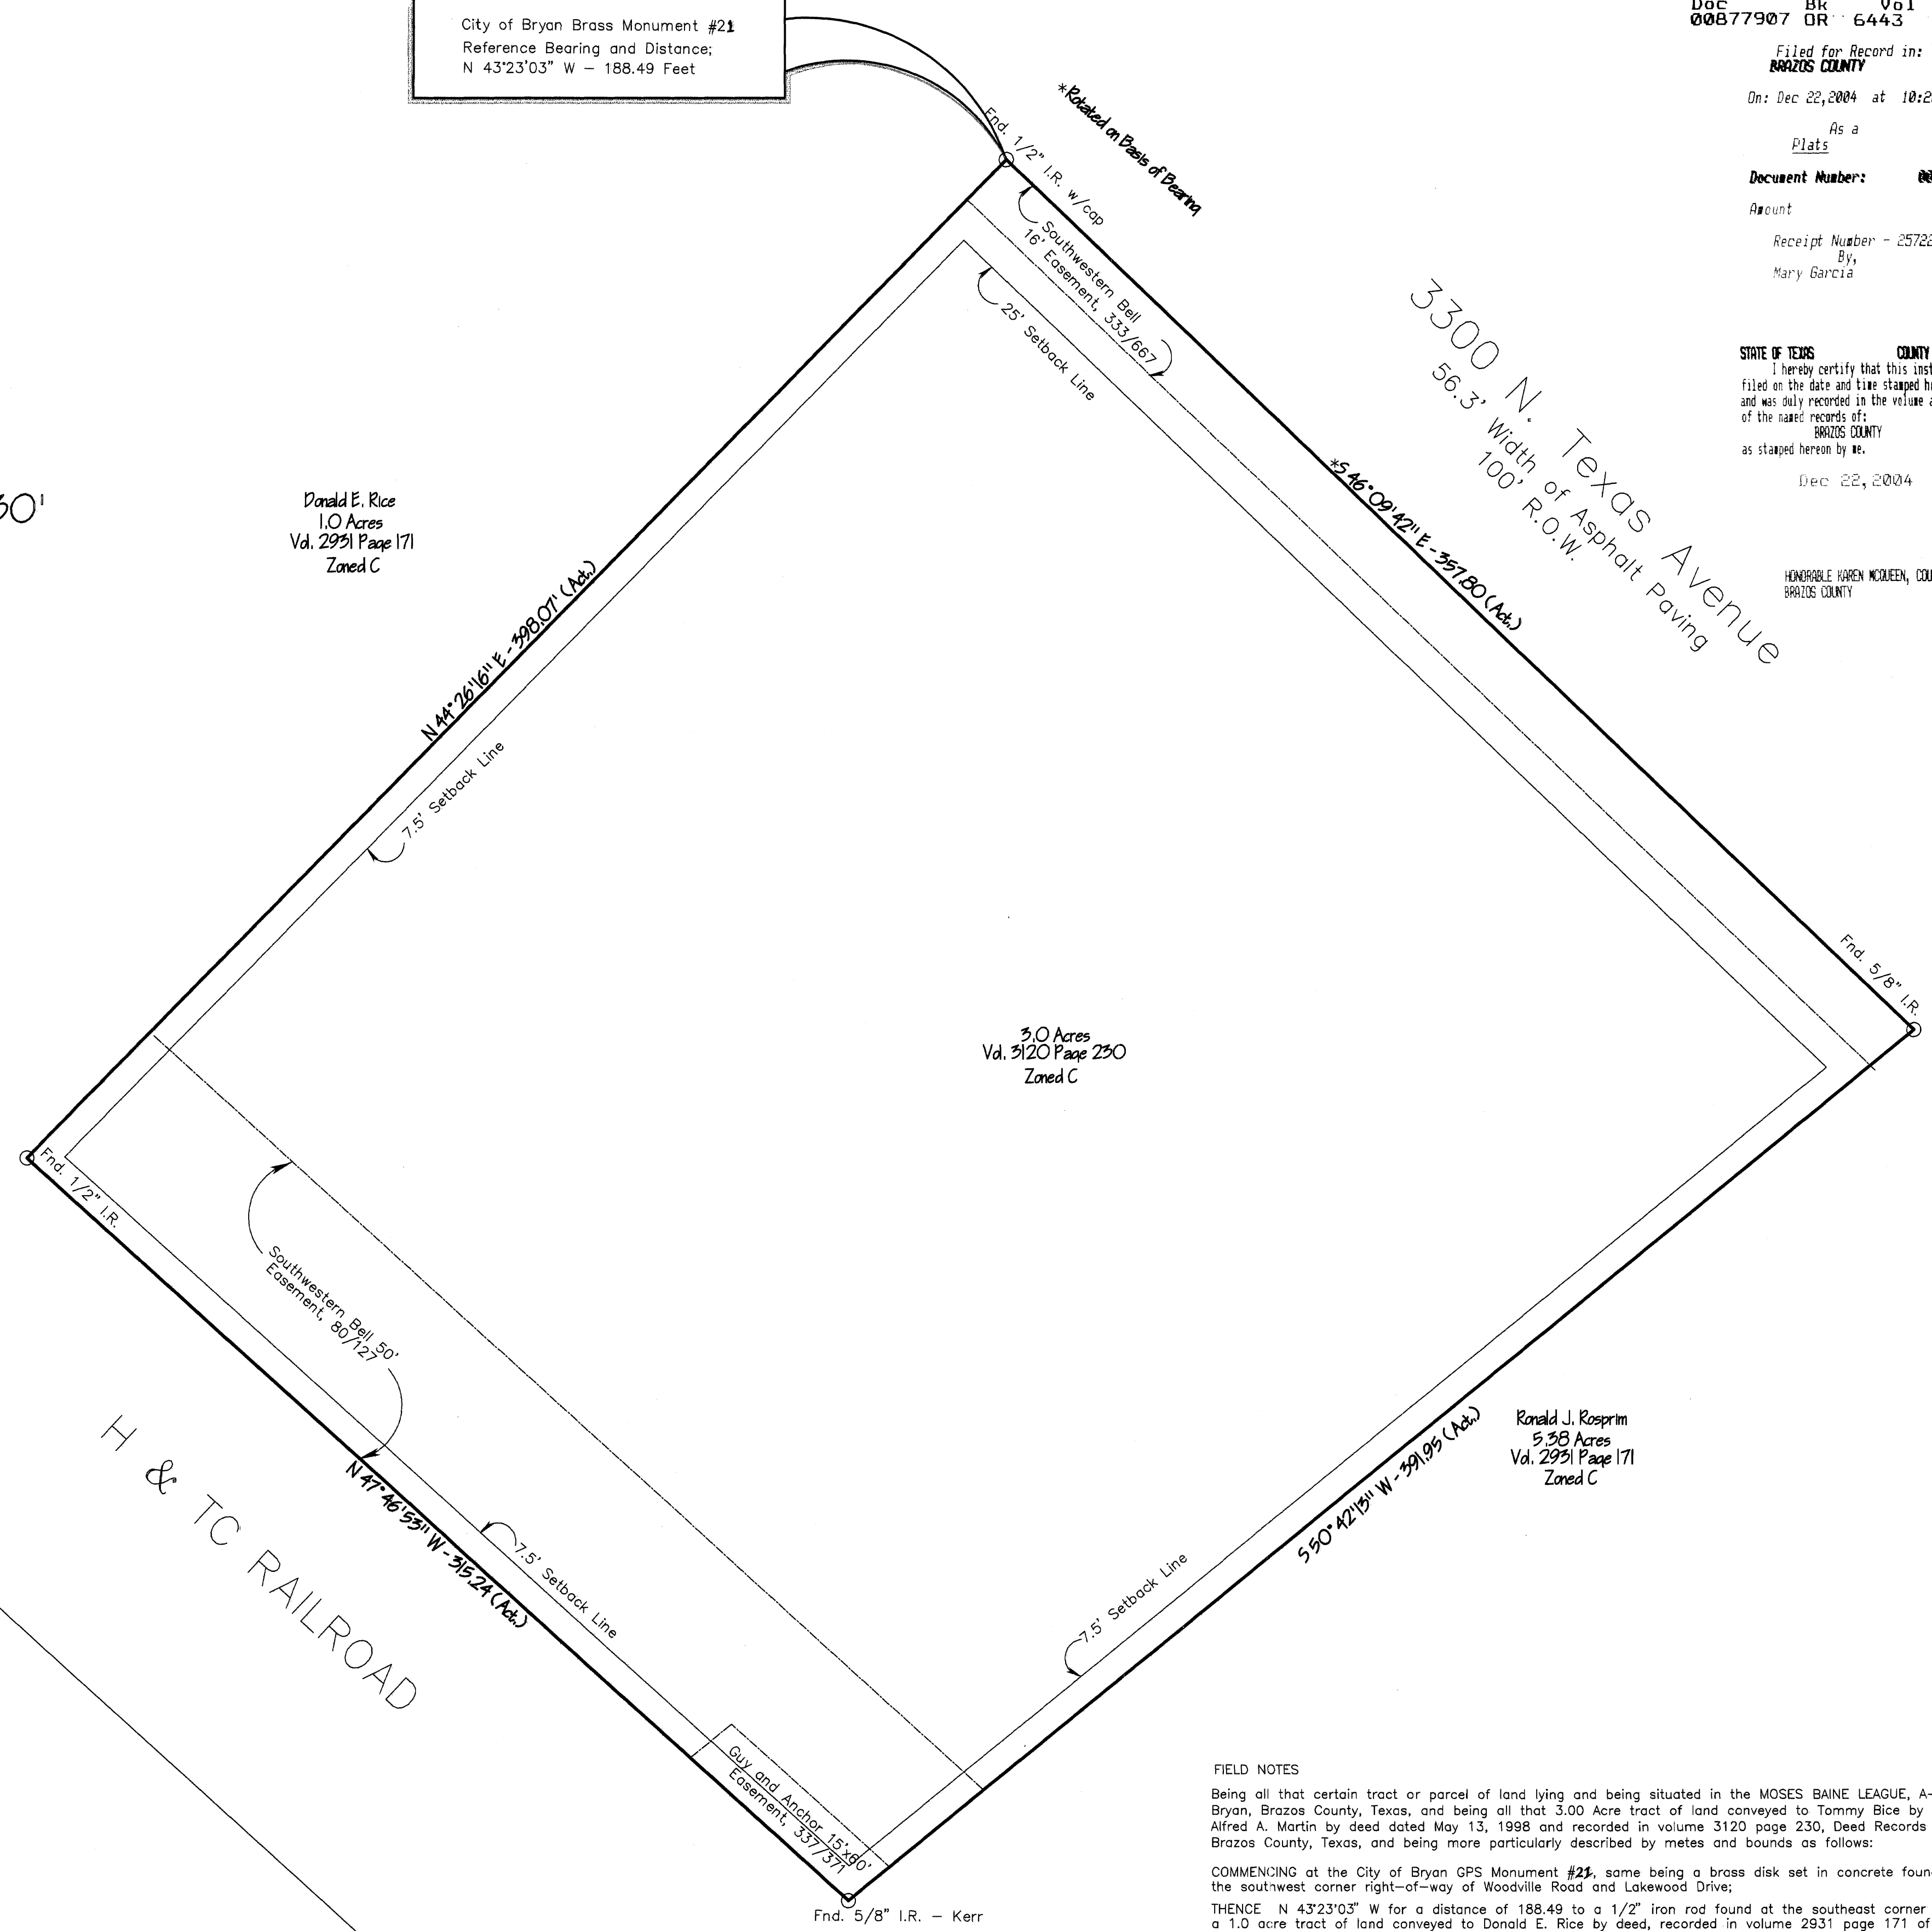 City of Bryan Brass Monument #21
Reference Bearing and Distance;
N 43°23'03" W – 188.49 Feet
Doc Bk Vol
00877907 OR 6443
Filed for Record in:
BRAZOS COUNTY
On: Dec 22,2004 at
As a
Plats
Document Number:
Amount
Receipt Number -
By,
Mary Garcia
STATE OF TEXAS COUNTY
I hereby certify that this
filed on the date and time stamped
and was duly recorded in the volume
of the named records of:
BRAZOS COUNTY
as stamped hereon by me.
Dec 22,2004
HONORABLE KAREN MCQUEEN,
BRAZOS COUNTY
Fnd. 1/2" I.R. w/cap
*Rotated on Basis of Bearing
Southwestern Bell
16' Easement, 333/667
25' Setback Line
3300 N. Texas Avenue
56.3' Width of Asphalt Paving
100' R.O.W.
*S 46°09'42" E - 357.80 (Act.)
Donald E. Rice
1.0 Acres
Vol. 2931 Page 171
Zoned C
N 44°26'16" E - 398.07' (Act.)
7.5' Setback Line
Fnd. 5/8" I.R.
3.0 Acres
Vol. 3120 Page 230
Zoned C
Fnd. 1/2" I.R.
Southwestern Bell 50'
Easement, 80/127
H & TC RAILROAD
N 47°46'53" W - 315.24 (Act.)
7.5' Setback Line
7.5' Setback Line
S 50°42'13" W - 391.95 (Act.)
Ronald J. Rosprim
5.38 Acres
Vol. 2931 Page 171
Zoned C
Guy and Anchor 15'x60'
Easement, 337/371
Fnd. 5/8" I.R. – Kerr
FIELD NOTES
Being all that certain tract or parcel of land lying and being situated in the MOSES BAINE LEAGUE, A-
Bryan, Brazos County, Texas, and being all that 3.00 Acre tract of land conveyed to Tommy Bice by
Alfred A. Martin by deed dated May 13, 1998 and recorded in volume 3120 page 230, Deed Records
Brazos County, Texas, and being more particularly described by metes and bounds as follows:
COMMENCING at the City of Bryan GPS Monument #21, same being a brass disk set in concrete
the southwest corner right–of–way of Woodville Road and Lakewood Drive;
THENCE N 43°23'03" W for a distance of 188.49 to a 1/2" iron rod found at the southeast corner
a 1.0 acre tract of land conveyed to Donald E. Rice by deed, recorded in volume 2931 page 171 of